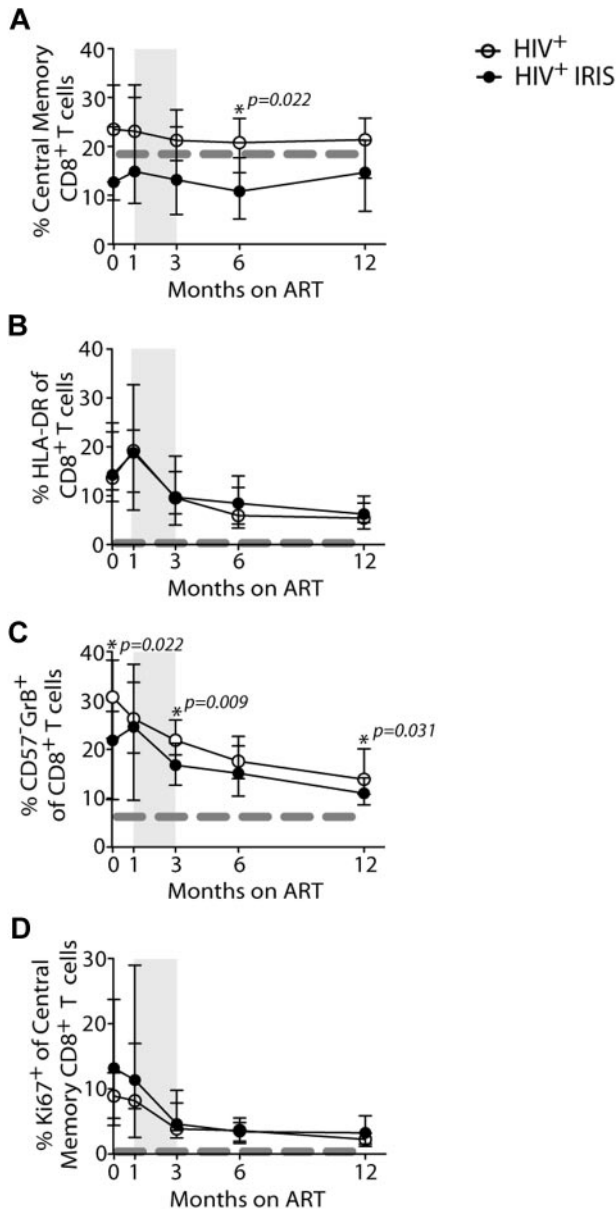 A
HIV+
HIV+ IRIS
% Central Memory
CD8+ T cells
40
30
20
10
0
* p=0.022
0 1 3 6 12
Months on ART
B
% HLA-DR of
CD8+ T cells
40
30
20
10
0
0 1 3 6 12
Months on ART
C
% CD57-GrB+
of CD8+ T cells
40
30
20
10
0
* p=0.022
* p=0.009
* p=0.031
0 1 3 6 12
Months on ART
D
% Ki67+ of Central
Memory CD8+ T cells
30
20
10
0
0 1 3 6 12
Months on ART